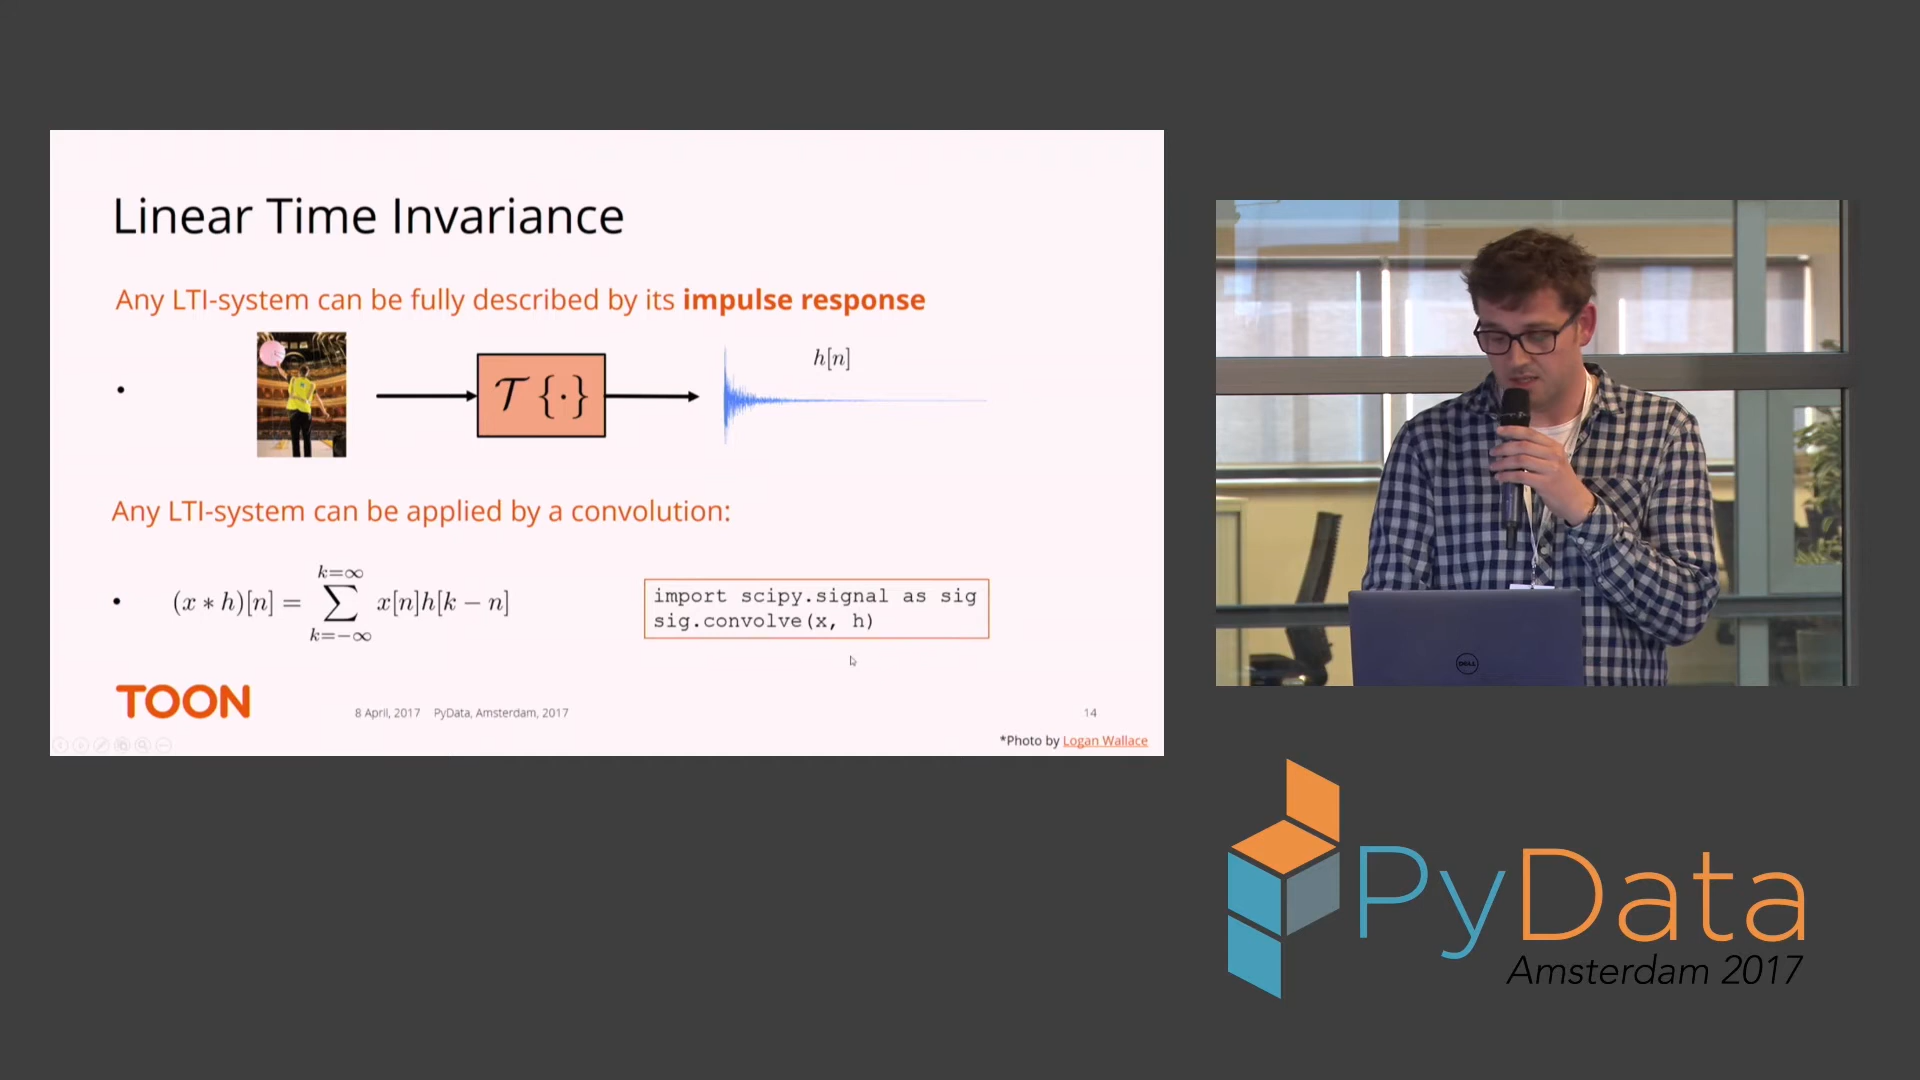 Linear Time Invariance
Any LTI-system can be fully described by its impulse response
𝒯 {·}
h[n]
Any LTI-system can be applied by a convolution:
• (x ∗ h)[n] = ∑_{k=−∞}^{k=∞} x[n]h[k − n]
import scipy.signal as sig
sig.convolve(x, h)
TOON
8 April, 2017 PyData, Amsterdam, 2017
14
*Photo by Logan Wallace
DELL
PyData
Amsterdam 2017